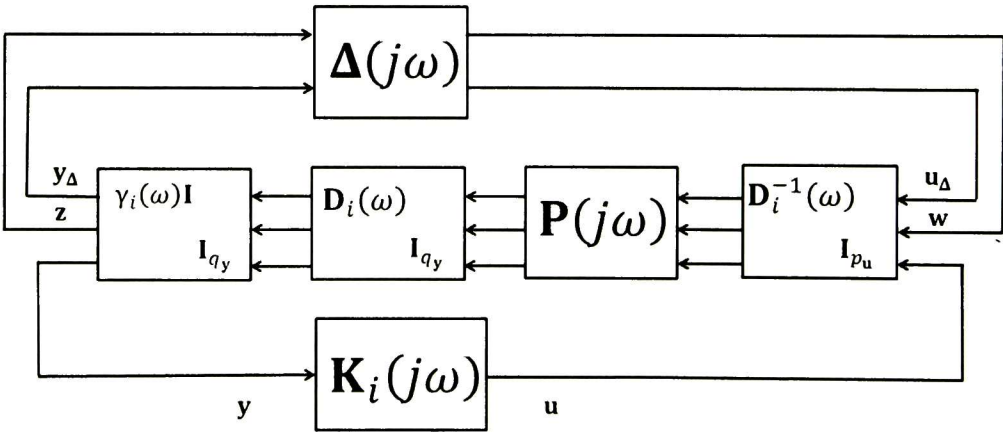 𝚫(jω)
y_Δ
z
γ_i(ω)I
I_{q_y}
D_i(ω)
I_{q_y}
P(jω)
D_i^{-1}(ω)
I_{p_u}
u_Δ
w
K_i(jω)
y
u